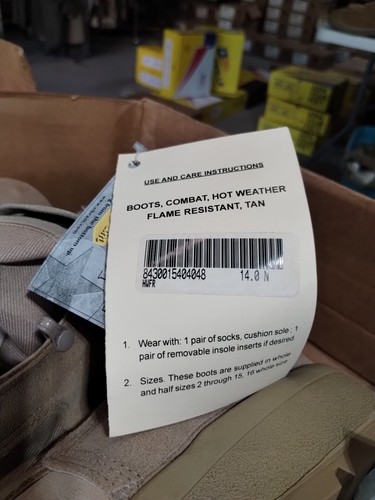 USE AND CARE INSTRUCTIONS
BOOTS, COMBAT, HOT WEATHER
FLAME RESISTANT, TAN
8430015404048 14.0 N
HWFR
1. Wear with: 1 pair of socks, cushion sole ; 1
pair of removable insole inserts if desired
2. Sizes. These boots are supplied in whole
and half sizes 2 through 15, 16 whole size